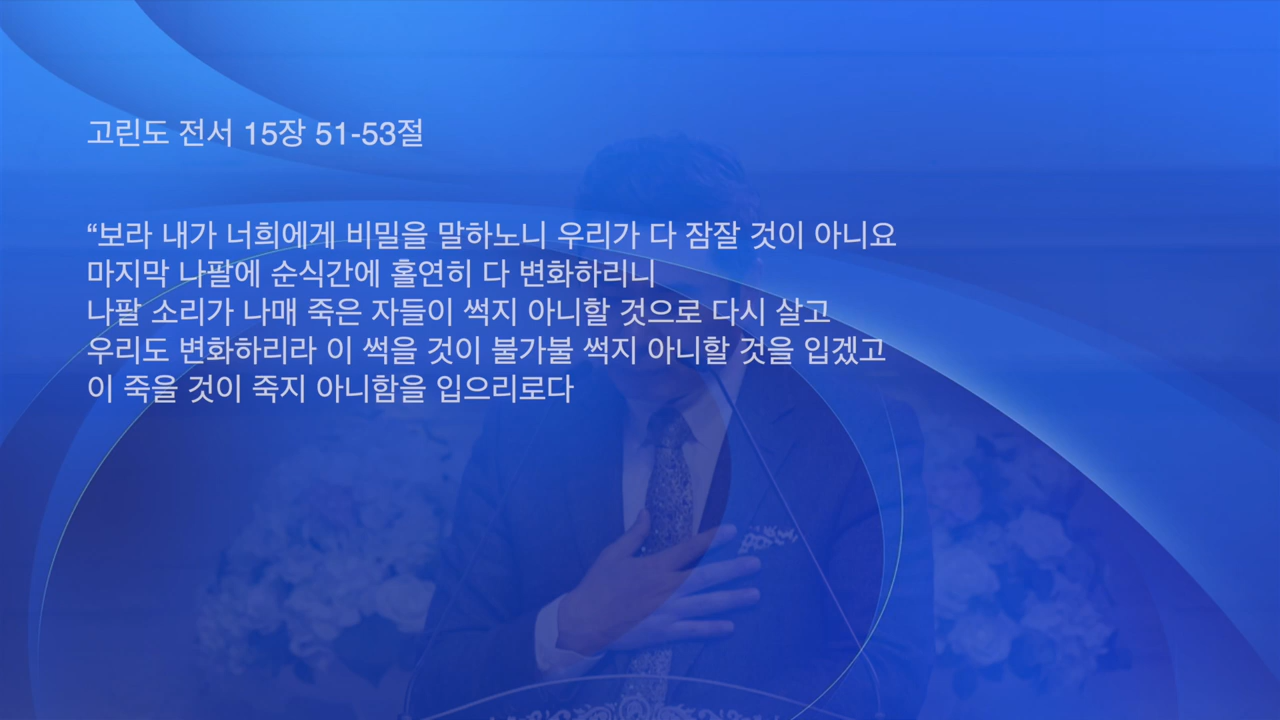 고린도 전서 15장 51-53절
“보라 내가 너희에게 비밀을 말하노니 우리가 다 잠잘 것이 아니요
마지막 나팔에 순식간에 홀연히 다 변화하리니
나팔 소리가 나매 죽은 자들이 썩지 아니할 것으로 다시 살고
우리도 변화하리라 이 썩을 것이 불가불 썩지 아니할 것을 입겠고
이 죽을 것이 죽지 아니함을 입으리로다